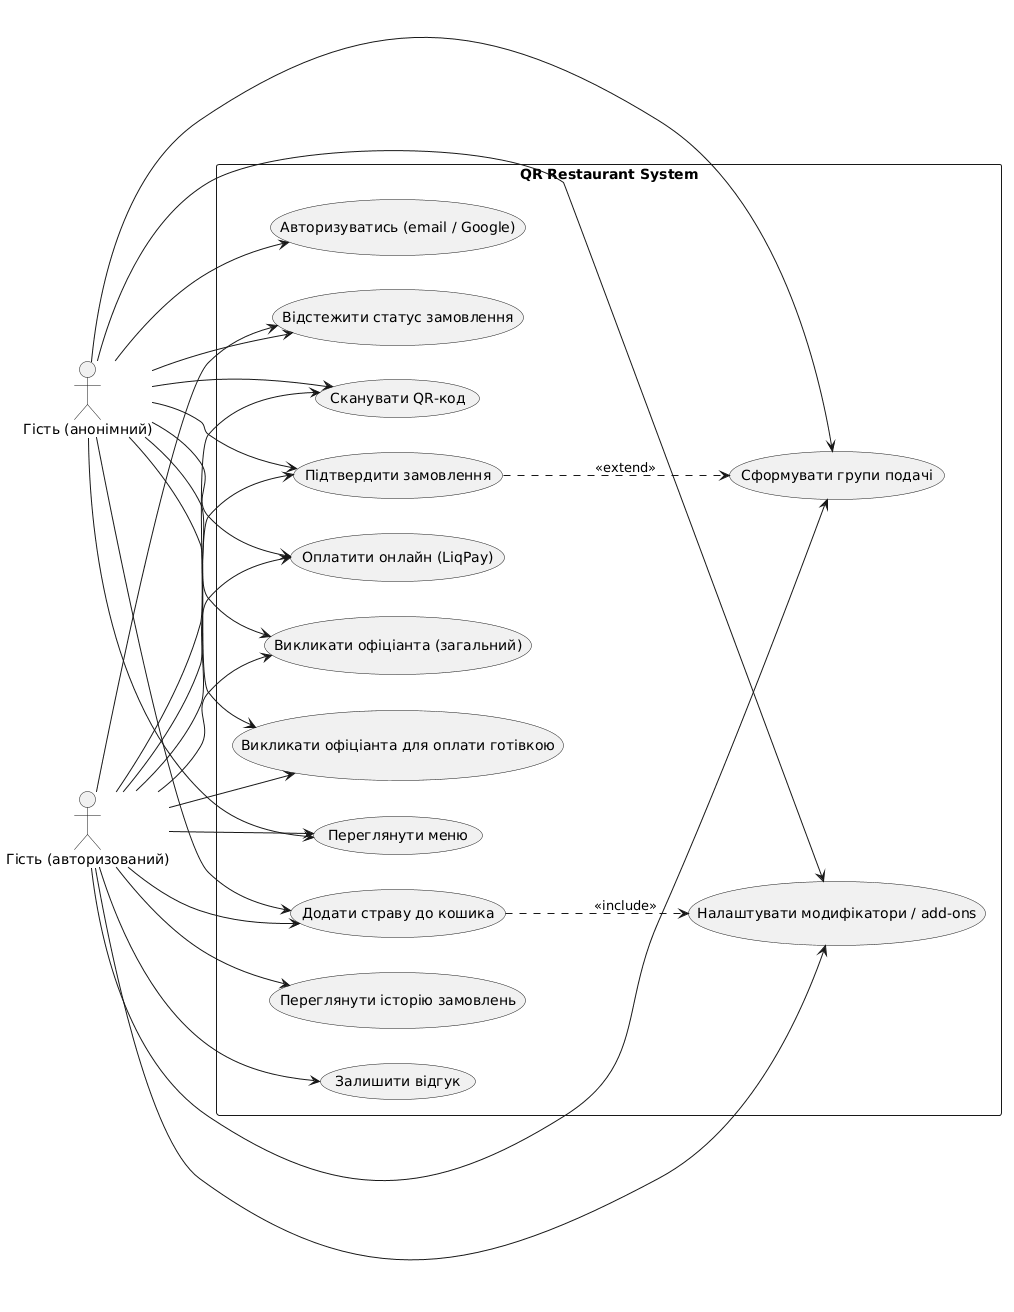 QR Restaurant System
Авторизуватись (email / Google)
Відстежити статус замовлення
Сканувати QR-код
Гість (анонімний)
«extend»
Підтвердити замовлення
Сформувати групи подачі
Оплатити онлайн (LiqPay)
Викликати офіціанта (загальний)
Викликати офіціанта для оплати готівкою
Переглянути меню
Гість (авторизований)
«include»
Додати страву до кошика
Налаштувати модифікатори / add-ons
Переглянути історію замовлень
Залишити відгук